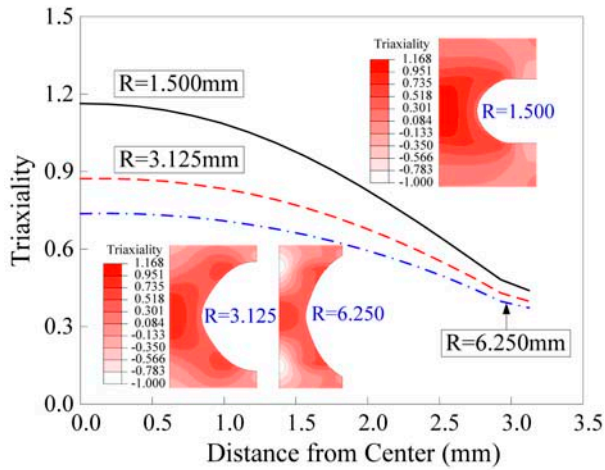 1.5
1.2
0.9
0.6
0.3
0.0
Triaxiality
R=1.500mm
R=3.125mm
Triaxiality
1.168
0.951
0.735
0.518
0.301
0.084
-0.133
-0.350
-0.566
-0.783
-1.000
R=1.500
Triaxiality
1.168
0.951
0.735
0.518
0.301
0.084
-0.133
-0.350
-0.566
-0.783
-1.000
R=3.125
R=6.250
R=6.250mm
0.0 0.5 1.0 1.5 2.0 2.5 3.0 3.5
Distance from Center (mm)